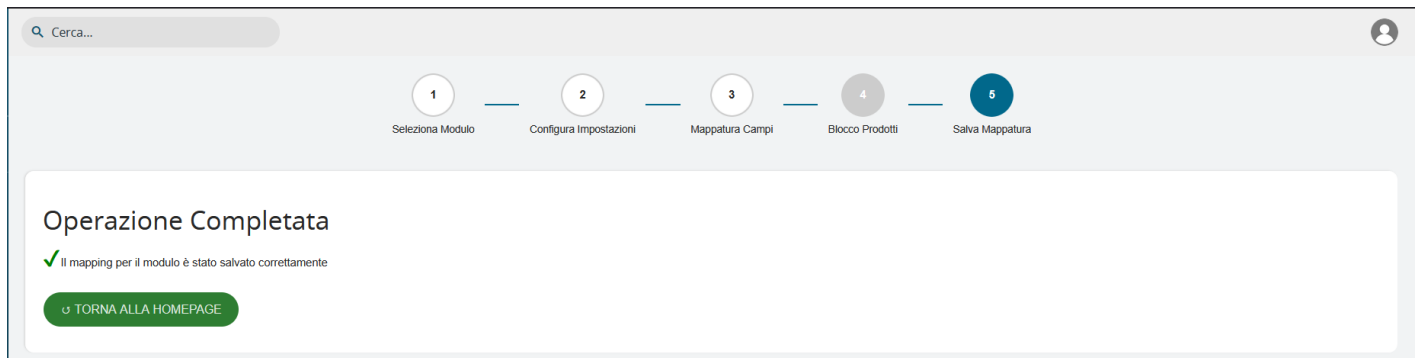 Cerca...
1
2
3
4
5
Seleziona Modulo
Configura Impostazioni
Mappatura Campi
Blocco Prodotti
Salva Mappatura
Operazione Completata
Il mapping per il modulo è stato salvato correttamente
↺ TORNA ALLA HOMEPAGE